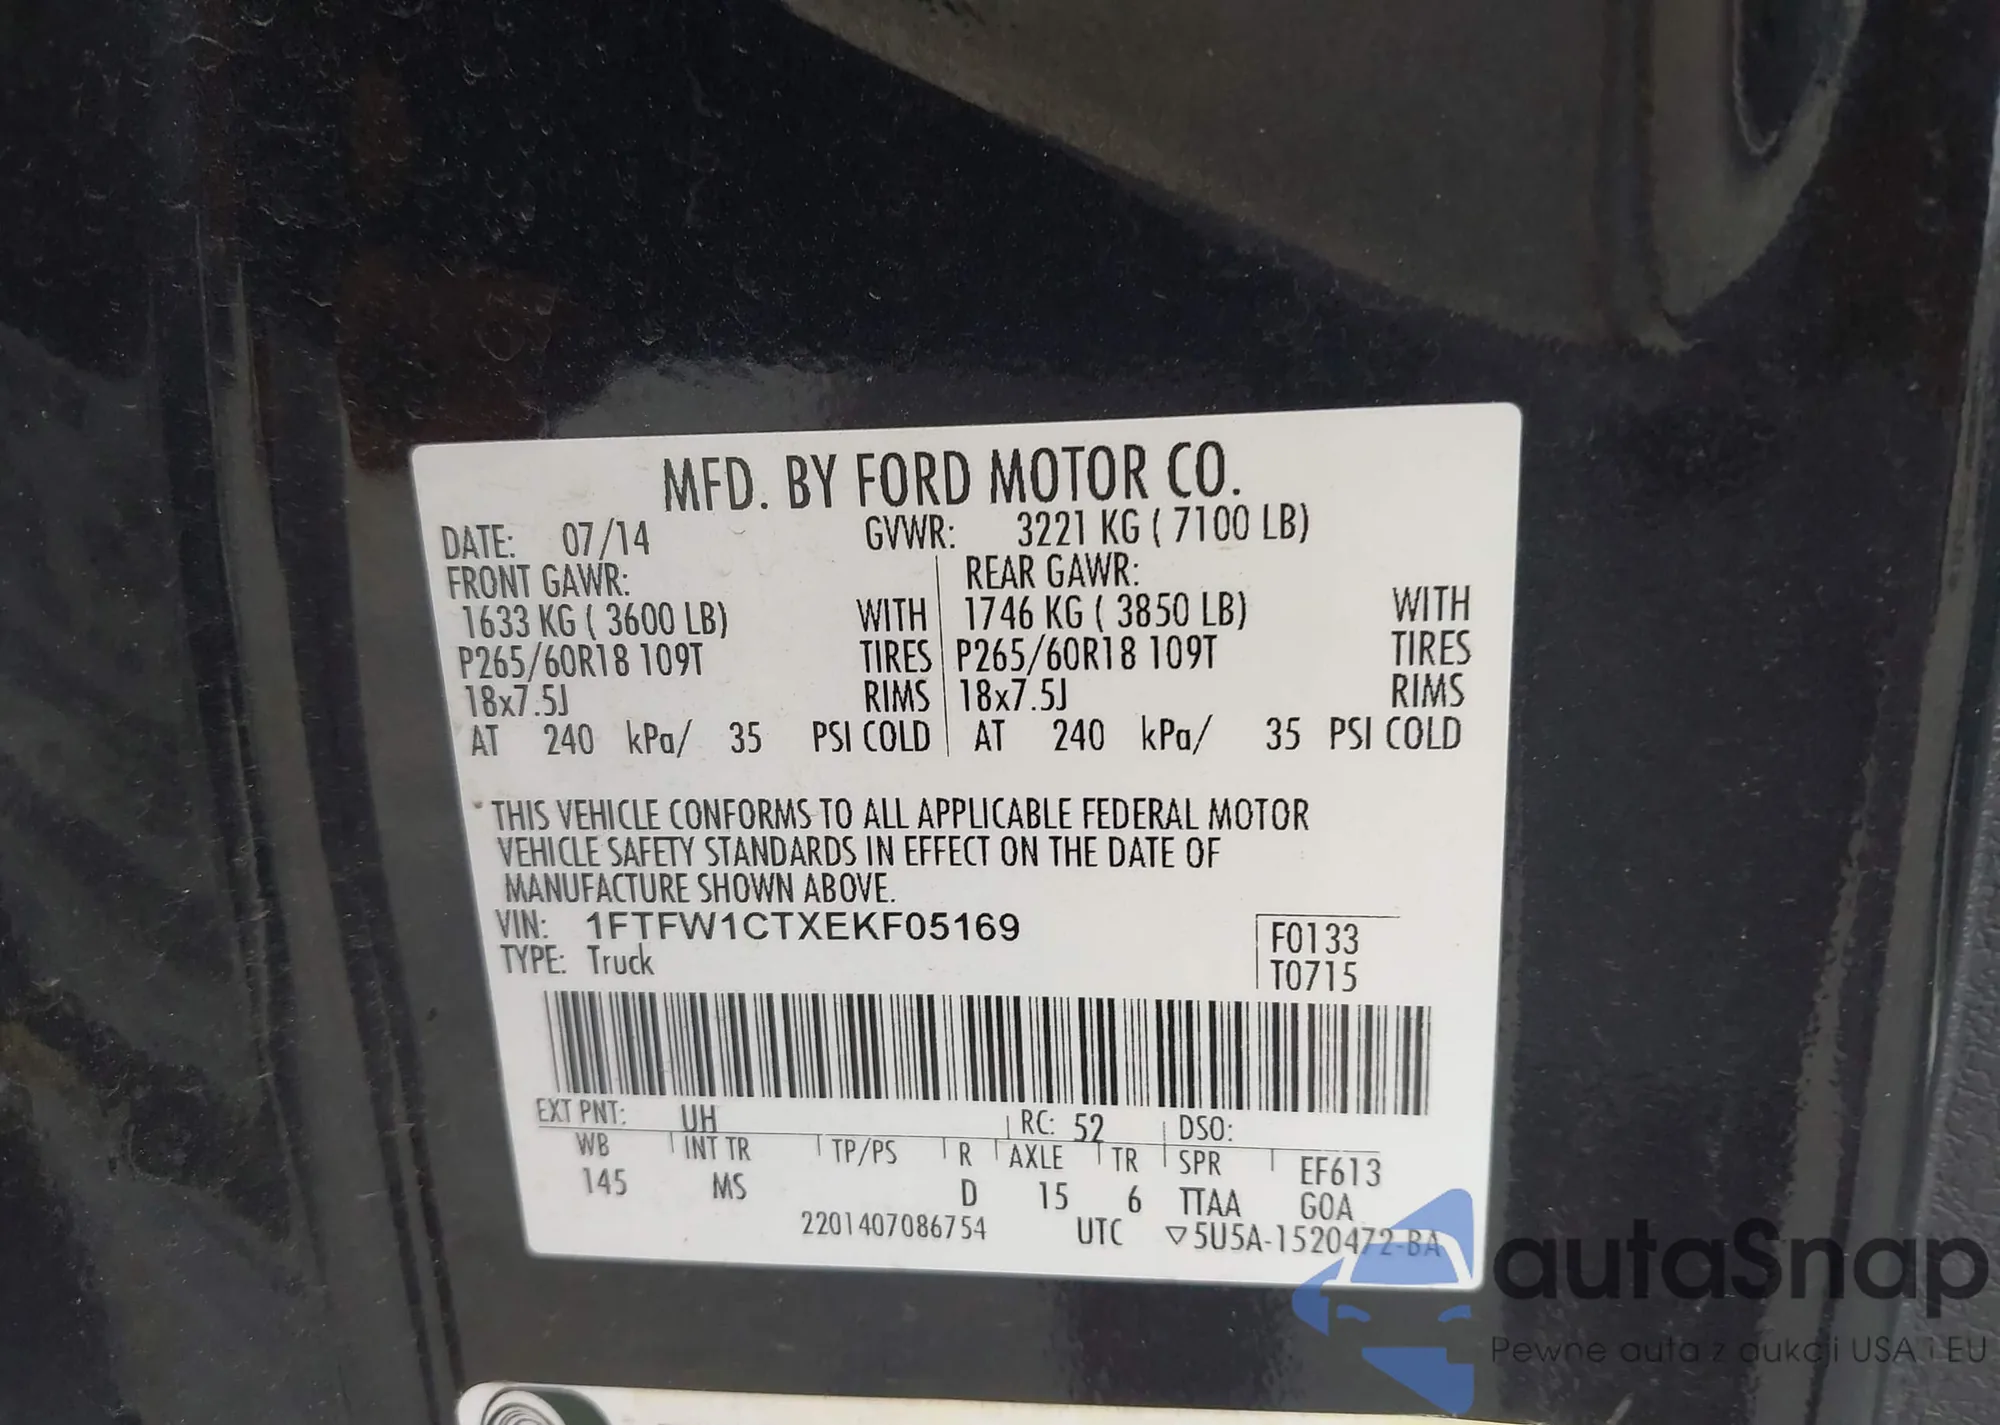 MFD. BY FORD MOTOR CO.
DATE: 07/14 GVWR: 3221 KG ( 7100 LB)
FRONT GAWR: REAR GAWR:
1633 KG ( 3600 LB) WITH 1746 KG ( 3850 LB) WITH
P265/60R18 109T TIRES P265/60R18 109T TIRES
18x7.5J RIMS 18x7.5J RIMS
AT 240 kPa/ 35 PSI COLD AT 240 kPa/ 35 PSI COLD
THIS VEHICLE CONFORMS TO ALL APPLICABLE FEDERAL MOTOR
VEHICLE SAFETY STANDARDS IN EFFECT ON THE DATE OF
MANUFACTURE SHOWN ABOVE.
VIN: 1FTFW1CTXEKF05169 F0133
TYPE: Truck T0715
EXT PNT: UH RC: 52 DSO:
WB INT TR TP/PS R AXLE TR SPR EF613
145 MS D 15 6 TTAA GOA
2201407086754 UTC ▽5U5A-1520472-BA
autaSnap
Pewne auta z aukcji USA i EU